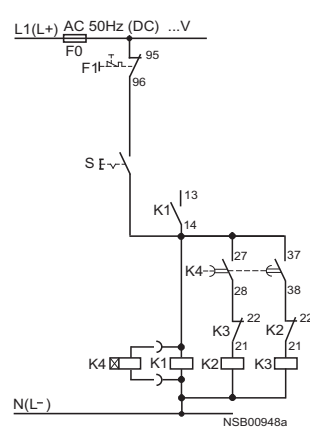 L1(L+) AC 50Hz (DC) ...V
F0
F1 95
96
S
13
K1
14
27 37
K4
28 38
22 22
K3 K2
21 21
K4 K1 K2 K3
N(L-)
NSB00948a